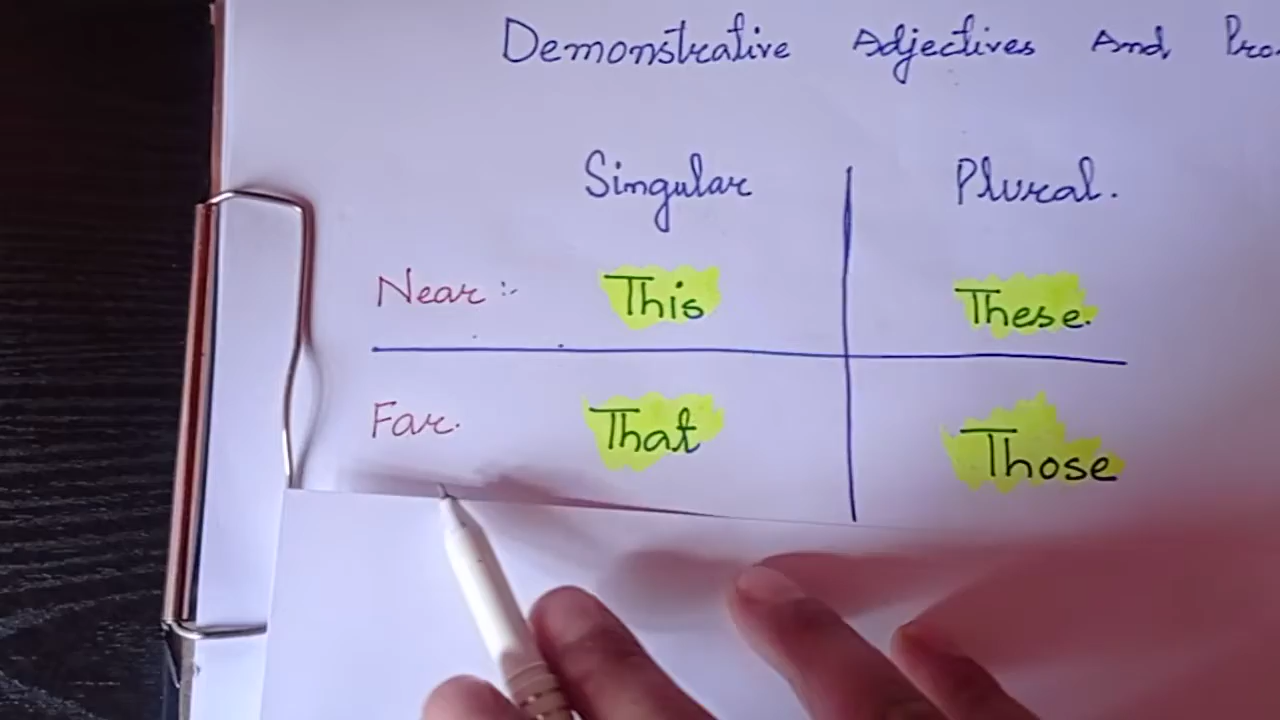 Demonstrative Adjectives And
Singular Plural.
Near :- This These.
Far. That Those